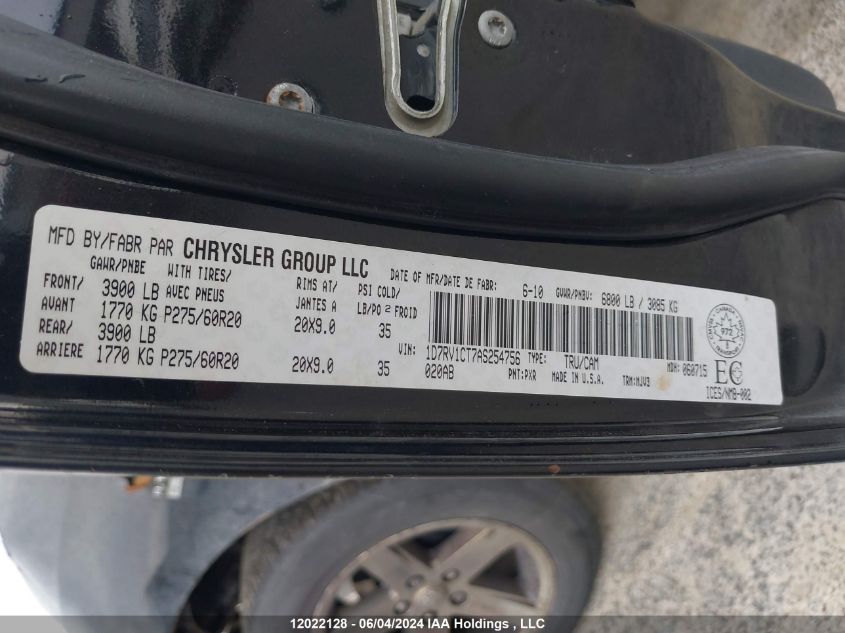 MFD BY/FABR PAR CHRYSLER GROUP LLC DATE OF MFR/DATE DE FABR: 6-10 GVWR/PNBV: 6800 LB / 3085 KG
GAWR/PNBE WITH TIRES/ RIMS AT/ PSI COLD/
FRONT/ 3900 LB AVEC PNEUS JANTES A LB/PO2 FROID
AVANT 1770 KG P275/60R20 20X9.0 35
REAR/ 3900 LB
ARRIERE 1770 KG P275/60R20 20X9.0 35
VIN: 1D7RV1CT7AS254756 TYPE: TRU/CAM MDH: 060715
020AB PNT:PXR MADE IN U.S.A. TRM:MJV3
CANADA
972
EC
ICES/NMB-002
12022128 - 06/04/2024 IAA Holdings , LLC